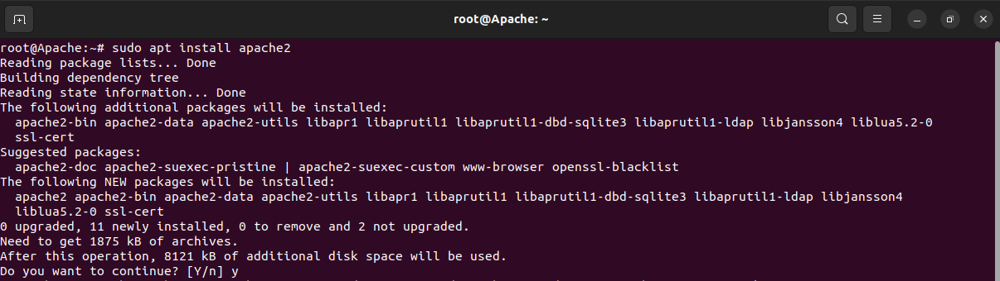 root@Apache: ~
root@Apache:~# sudo apt install apache2
Reading package lists... Done
Building dependency tree
Reading state information... Done
The following additional packages will be installed:
  apache2-bin apache2-data apache2-utils libapr1 libaprutil1 libaprutil1-dbd-sqlite3 libaprutil1-ldap libjansson4 liblua5.2-0
  ssl-cert
Suggested packages:
  apache2-doc apache2-suexec-pristine | apache2-suexec-custom www-browser openssl-blacklist
The following NEW packages will be installed:
  apache2 apache2-bin apache2-data apache2-utils libapr1 libaprutil1 libaprutil1-dbd-sqlite3 libaprutil1-ldap libjansson4
  liblua5.2-0 ssl-cert
0 upgraded, 11 newly installed, 0 to remove and 2 not upgraded.
Need to get 1875 kB of archives.
After this operation, 8121 kB of additional disk space will be used.
Do you want to continue? [Y/n] y